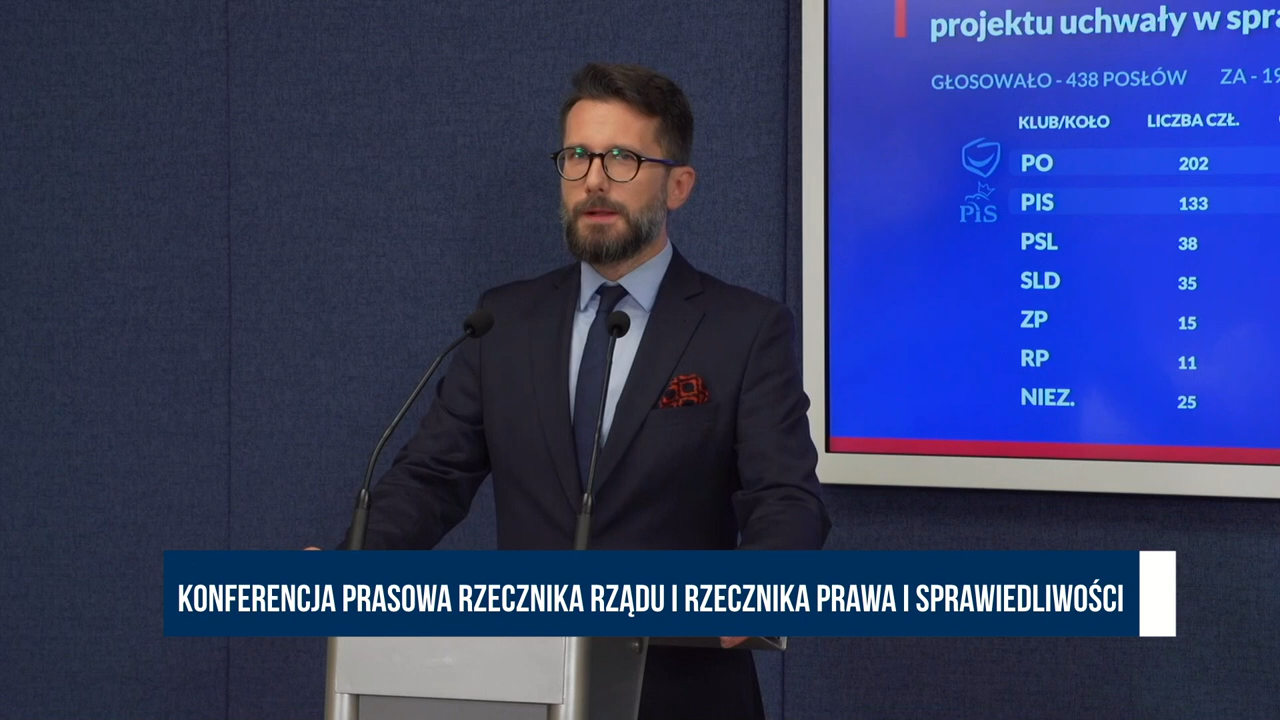 projektu uchwały w spra
GŁOSOWAŁO - 438 POSŁÓW ZA - 19
KLUB/KOŁO LICZBA CZŁ.
PO 202
PiS
PIS 133
PSL 38
SLD 35
ZP 15
RP 11
NIEZ. 25
KONFERENCJA PRASOWA RZECZNIKA RZĄDU I RZECZNIKA PRAWA I SPRAWIEDLIWOŚCI